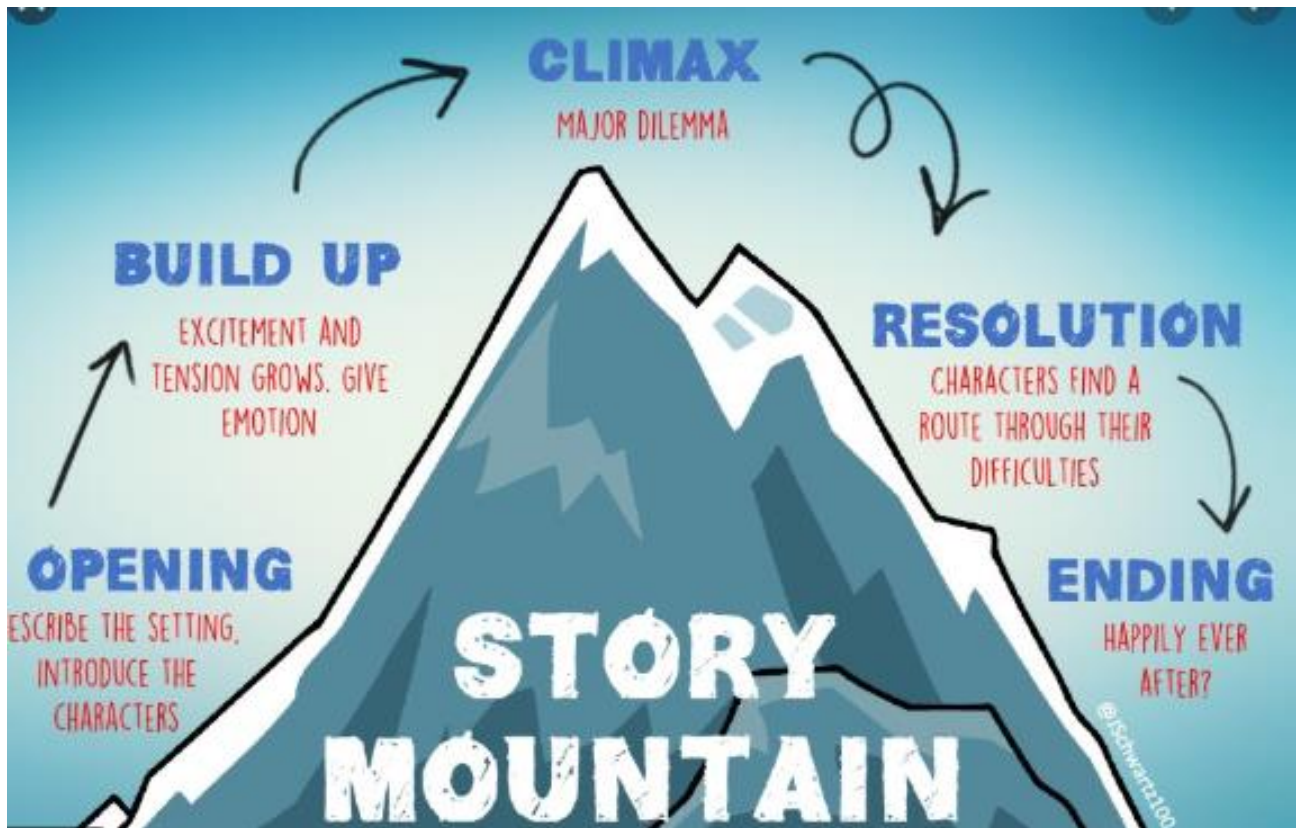 CLIMAX
MAJOR DILEMMA
BUILD UP
EXCITEMENT AND
TENSION GROWS. GIVE
EMOTION
RESOLUTION
CHARACTERS FIND A
ROUTE THROUGH THEIR
DIFFICULTIES
OPENING
ESCRIBE THE SETTING,
INTRODUCE THE
CHARACTERS
ENDING
HAPPILY EVER
AFTER?
STORY
MOUNTAIN
@JSchwartz100